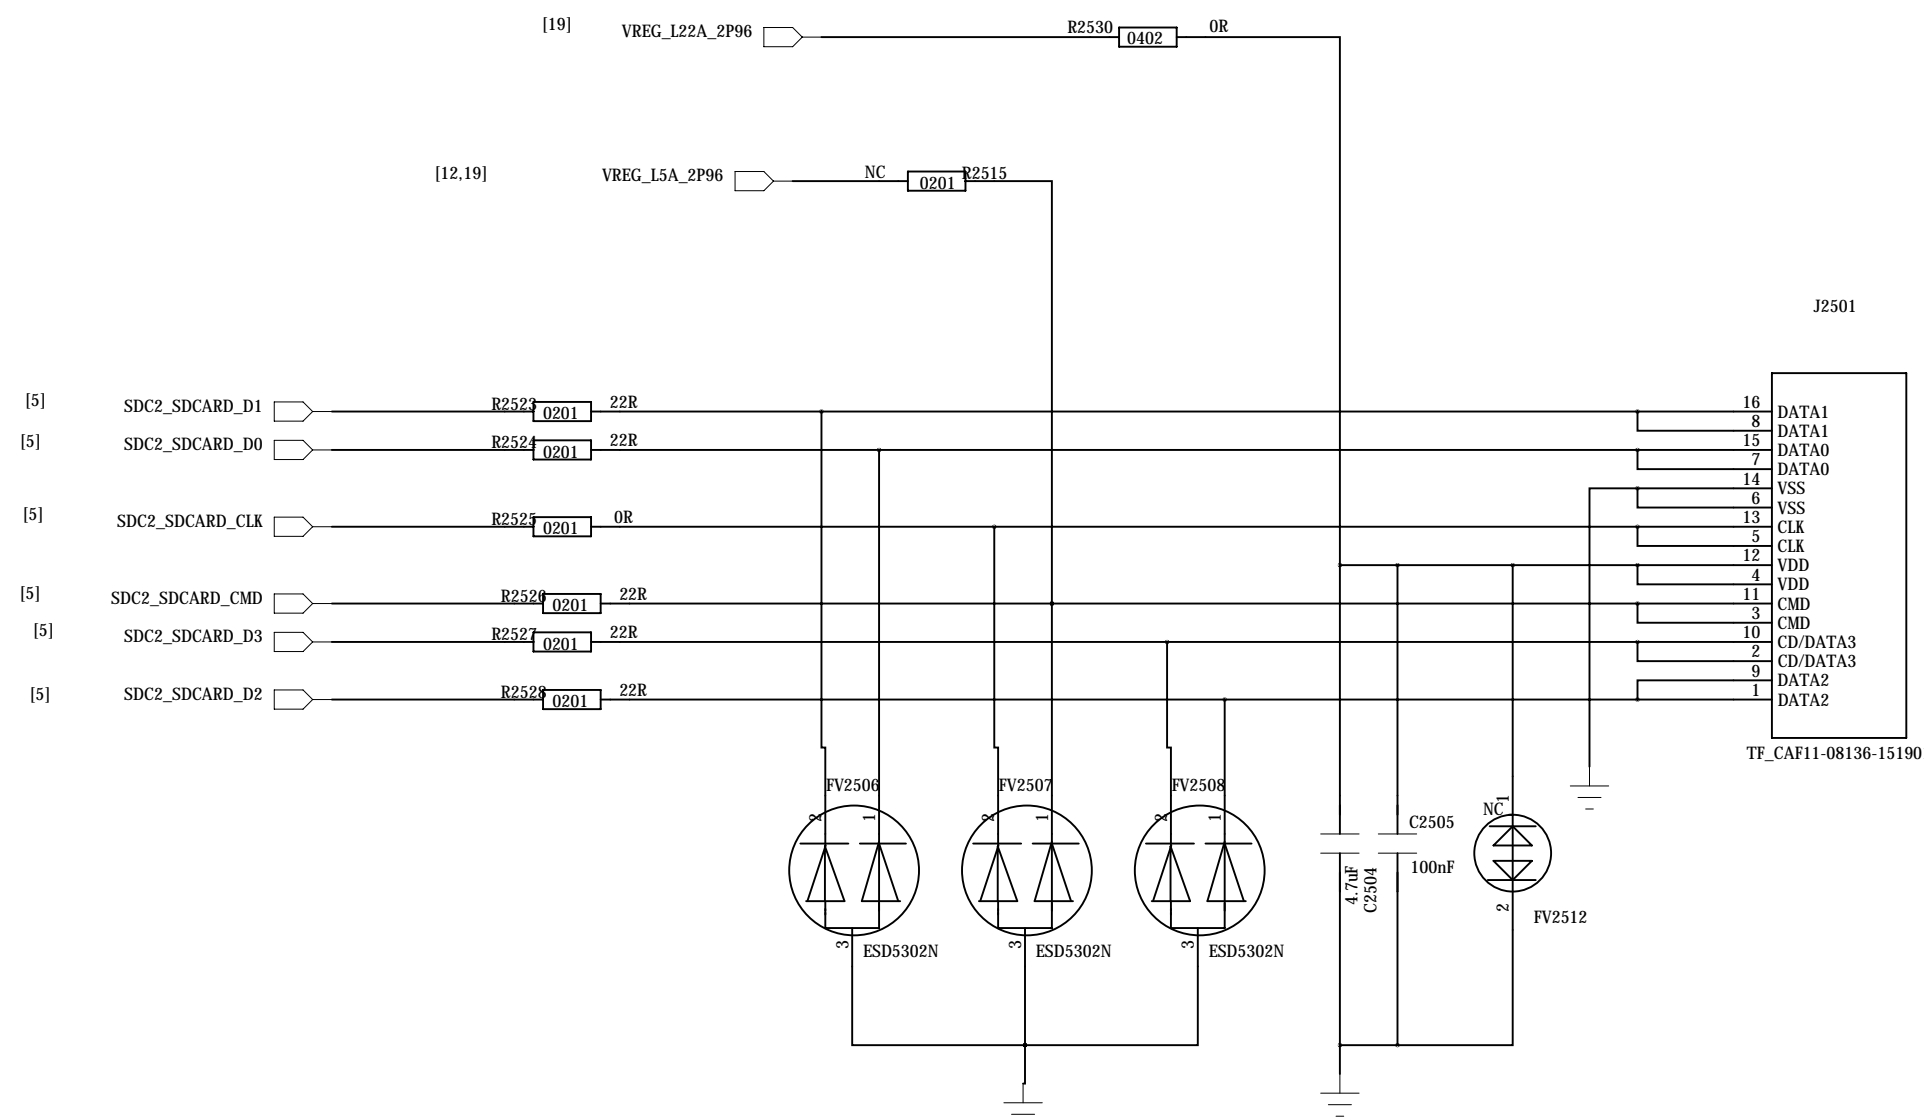 [19] VREG_L22A_2P96 R2530 0402 0R
[12,19] VREG_L5A_2P96 NC 0201 R2515
J2501
[5] SDC2_SDCARD_D1 R2523 0201 22R 16 DATA1
8 DATA1
[5] SDC2_SDCARD_D0 R2524 0201 22R 15 DATA0
7 DATA0
14 VSS
6 VSS
[5] SDC2_SDCARD_CLK R2525 0201 0R 13 CLK
5 CLK
12 VDD
4 VDD
[5] SDC2_SDCARD_CMD R2526 0201 22R 11 CMD
3 CMD
[5] SDC2_SDCARD_D3 R2527 0201 22R 10 CD/DATA3
2 CD/DATA3
9 DATA2
[5] SDC2_SDCARD_D2 R2528 0201 22R 1 DATA2
TF_CAF11-08136-15190
FV2506 FV2507 FV2508
2 1 2 1 2 1
NC 1
C2505
100nF
4.7uF
C2504
2
FV2512
3 ESD5302N 3 ESD5302N 3 ESD5302N